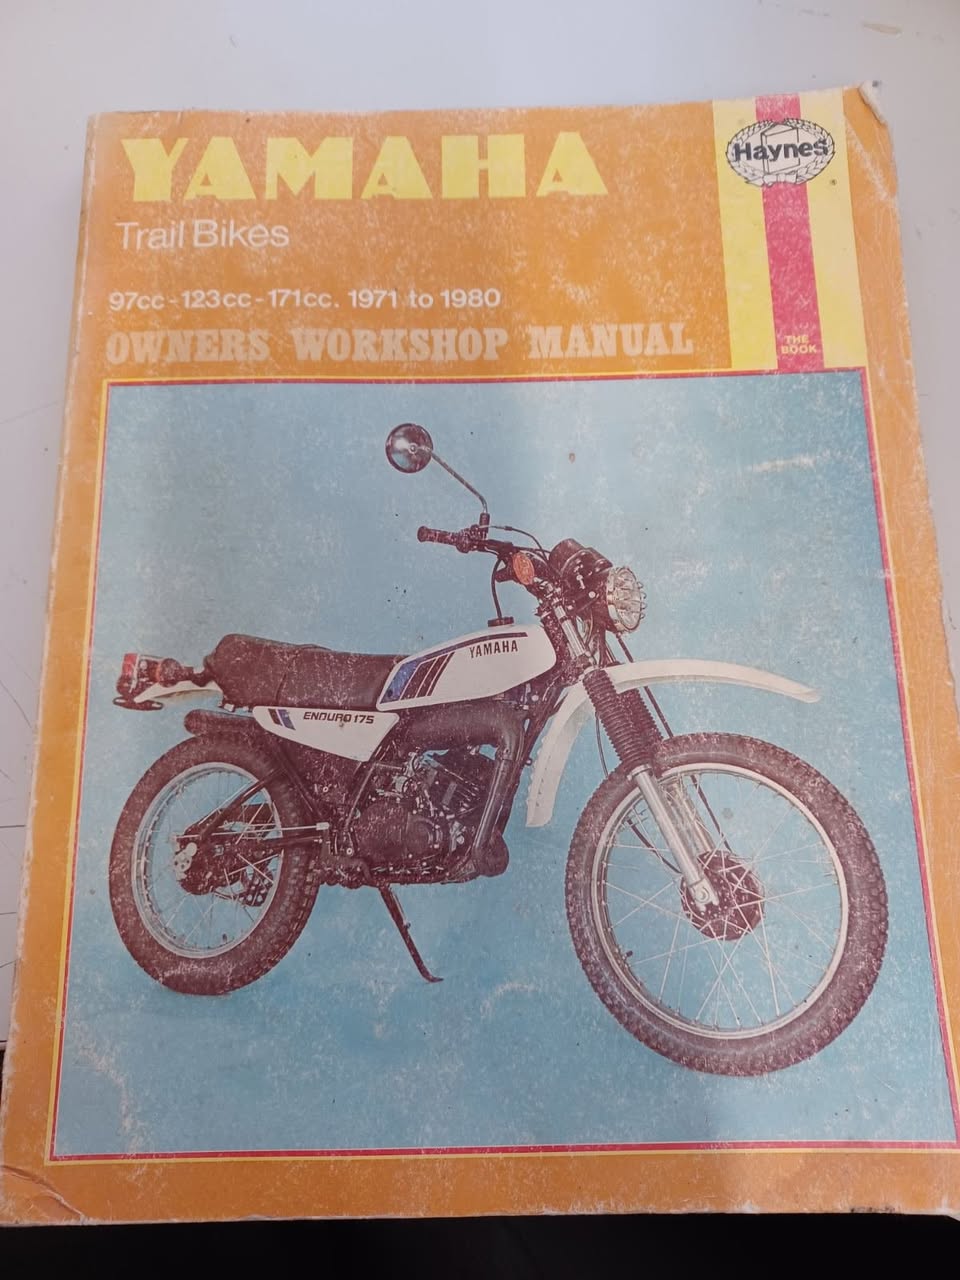 YAMAHA
Haynes
®
Trail Bikes
97cc - 123cc - 171cc. 1971 to 1980
OWNERS WORKSHOP MANUAL
THE
BOOK
YAMAHA
ENDURO 175